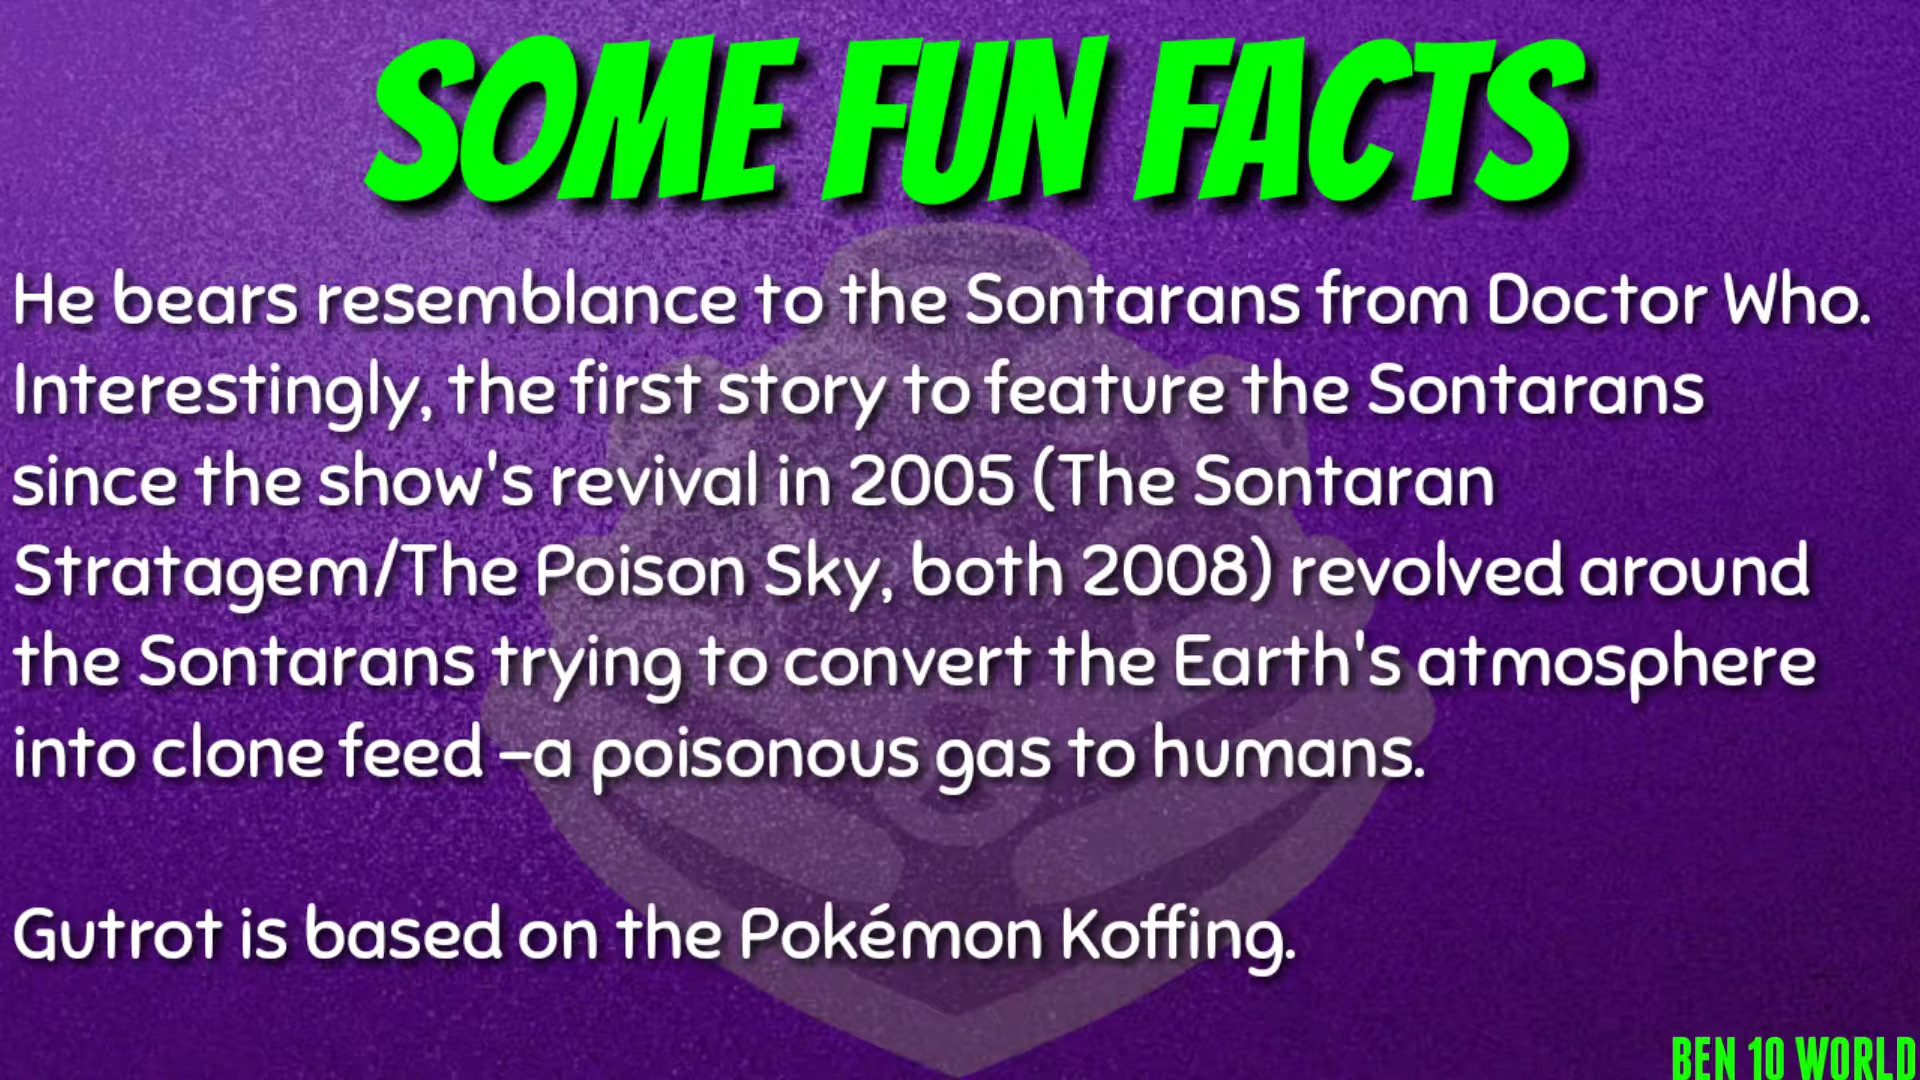 SOME FUN FACTS
He bears resemblance to the Sontarans from Doctor Who.
Interestingly, the first story to feature the Sontarans
since the show's revival in 2005 (The Sontaran
Stratagem/The Poison Sky, both 2008) revolved around
the Sontarans trying to convert the Earth's atmosphere
into clone feed –a poisonous gas to humans.
Gutrot is based on the Pokémon Koffing.
BEN 10 WORLD